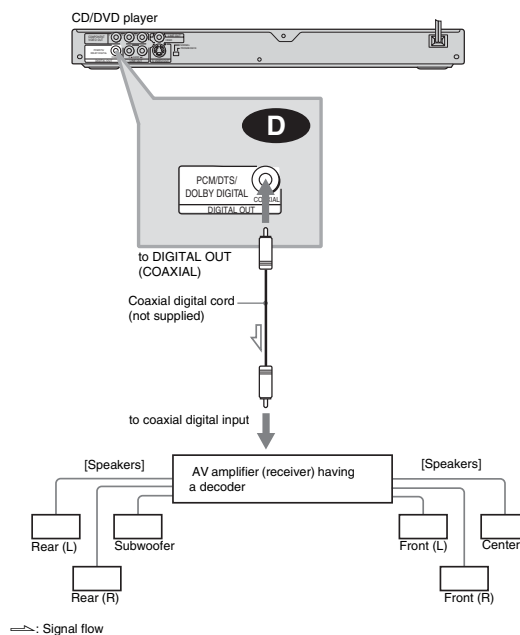 CD/DVD player
D
PCM/DTS/
DOLBY DIGITAL
COAXIAL
DIGITAL OUT
to DIGITAL OUT
(COAXIAL)
Coaxial digital cord
(not supplied)
to coaxial digital input
[Speakers]
[Speakers]
AV amplifier (receiver) having
a decoder
Rear (L)
Subwoofer
Front (L)
Center
Rear (R)
Front (R)
: Signal flow